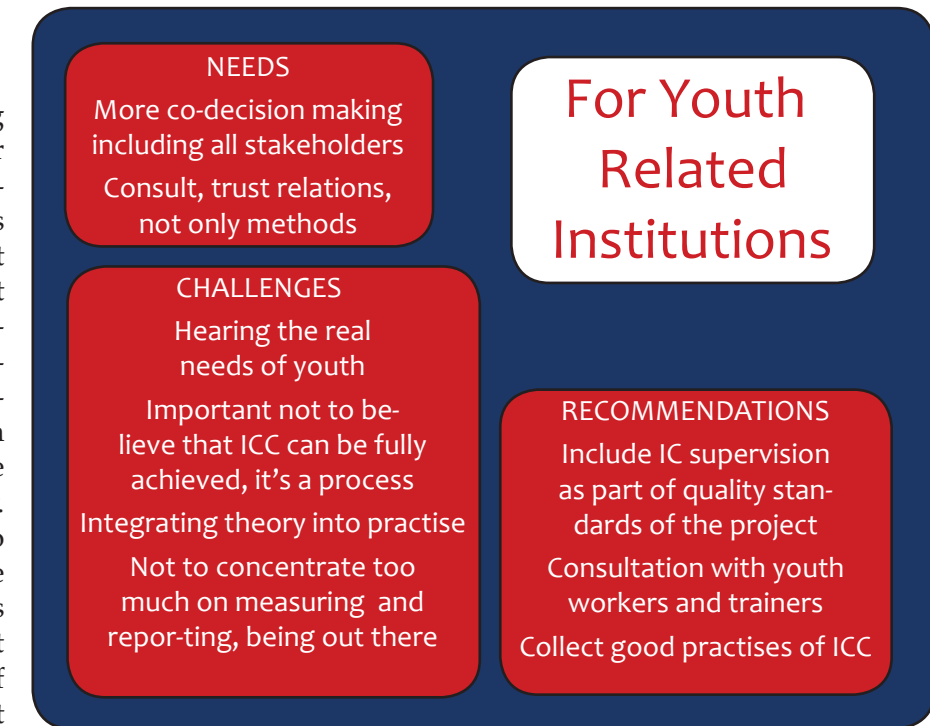 For Youth
Related
Institutions
NEEDS
More co-decision making
including all stakeholders
Consult, trust relations,
not only methods
CHALLENGES
Hearing the real
needs of youth
Important not to be-
lieve that ICC can be fully
achieved, it's a process
Integrating theory into practise
Not to concentrate too
much on measuring  and
repor-ting, being out there
RECOMMENDATIONS
Include IC supervision
as part of quality stan-
dards of the project
Consultation with youth
workers and trainers
Collect good practises of ICC